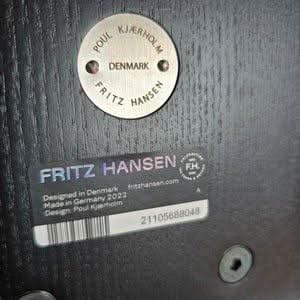 POUL KJÆRHOLM
DENMARK
FRITZ HANSEN
FRITZ HANSEN
F.H.
Designed in Denmark fritzhansen.com
Made in Germany 2022 A
Design: Poul Kjærholm
21105688048